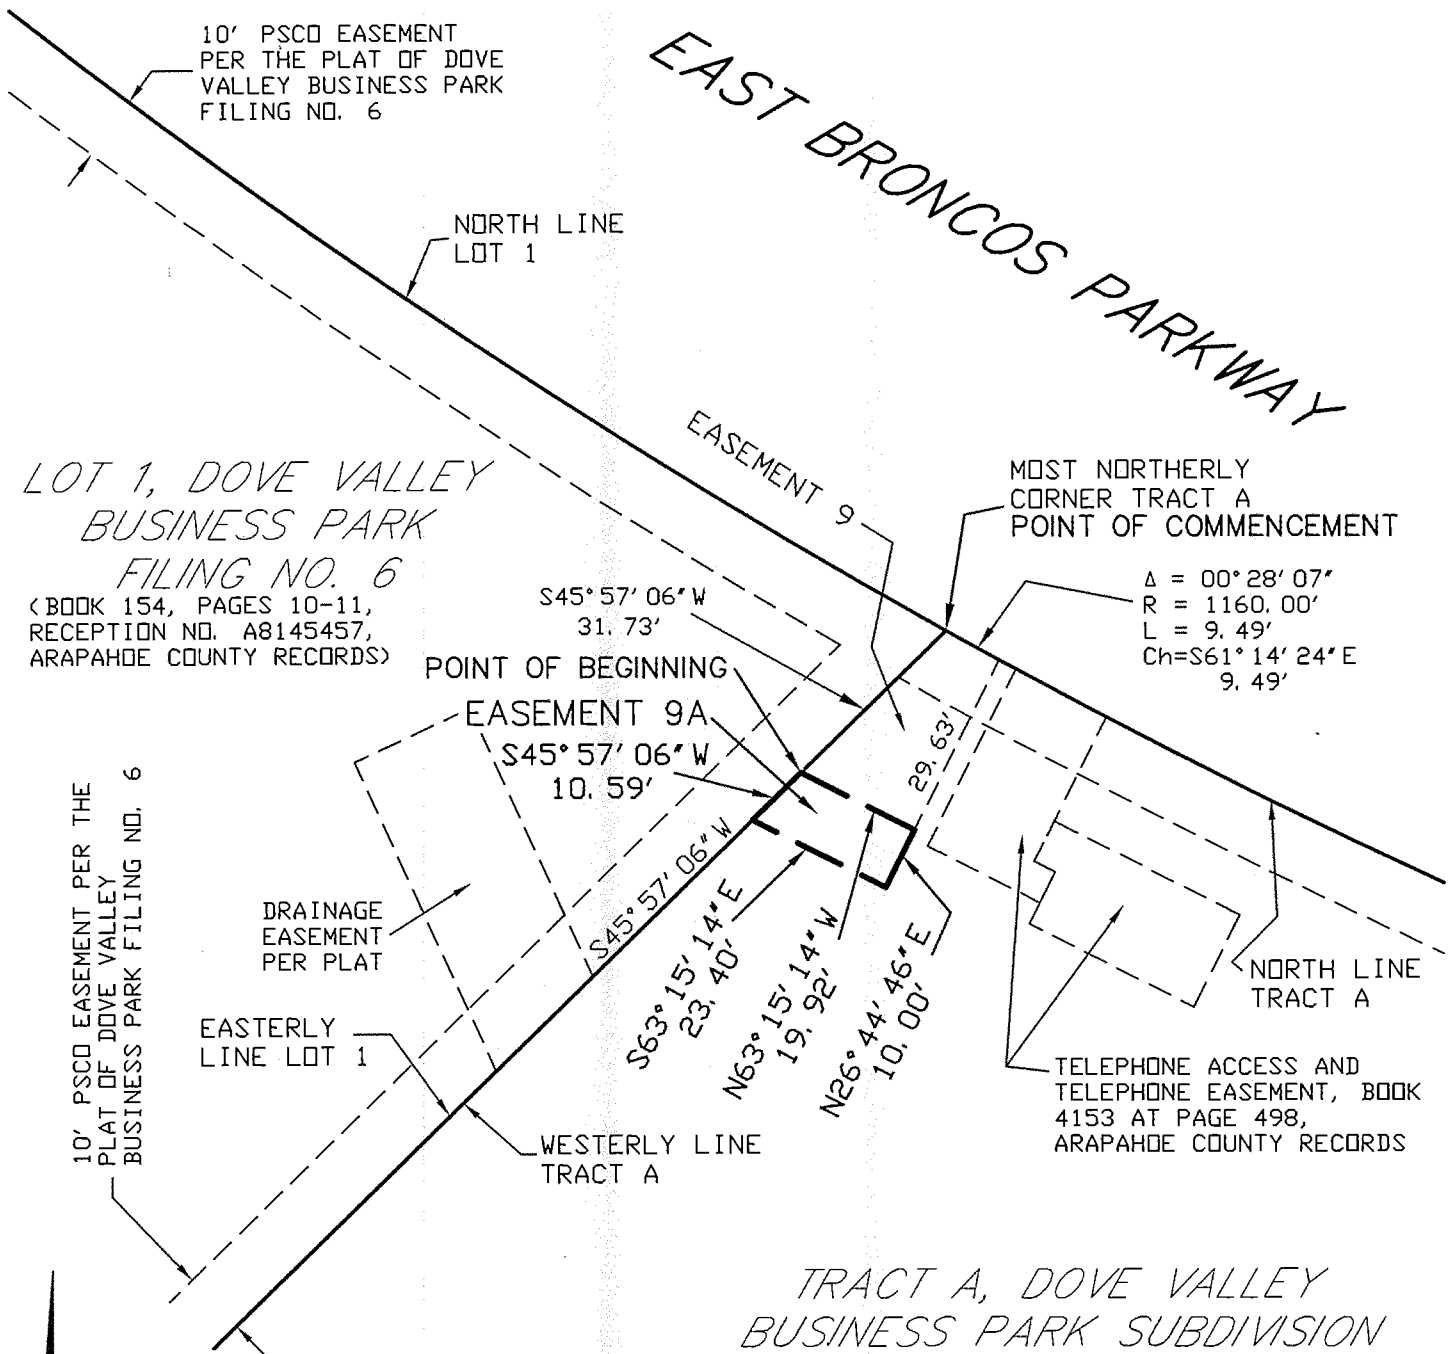 10' PSCO EASEMENT
PER THE PLAT OF DOVE
VALLEY BUSINESS PARK
FILING NO. 6
EAST BRONCOS PARKWAY
NORTH LINE
LOT 1
EASEMENT 9
MOST NORTHERLY
CORNER TRACT A
POINT OF COMMENCEMENT
LOT 1, DOVE VALLEY
BUSINESS PARK
FILING NO. 6
(BOOK 154, PAGES 10-11,
RECEPTION NO. A8145457,
ARAPAHOE COUNTY RECORDS)
Δ = 00°28'07"
R = 1160.00'
L = 9.49'
Ch=S61°14'24"E
9.49'
S45°57'06"W
31.73'
POINT OF BEGINNING
EASEMENT 9A
S45°57'06"W
10.59'
29.63'
S45°57'06"W
10' PSCO EASEMENT PER THE
PLAT OF DOVE VALLEY
BUSINESS PARK FILING NO. 6
DRAINAGE
EASEMENT
PER PLAT
S63°15'14"E
23.40'
N63°15'14"W
19.92'
N26°44'46"E
10.00'
NORTH LINE
TRACT A
EASTERLY
LINE LOT 1
TELEPHONE ACCESS AND
TELEPHONE EASEMENT, BOOK
4153 AT PAGE 498,
ARAPAHOE COUNTY RECORDS
WESTERLY LINE
TRACT A
TRACT A, DOVE VALLEY
BUSINESS PARK SUBDIVISION